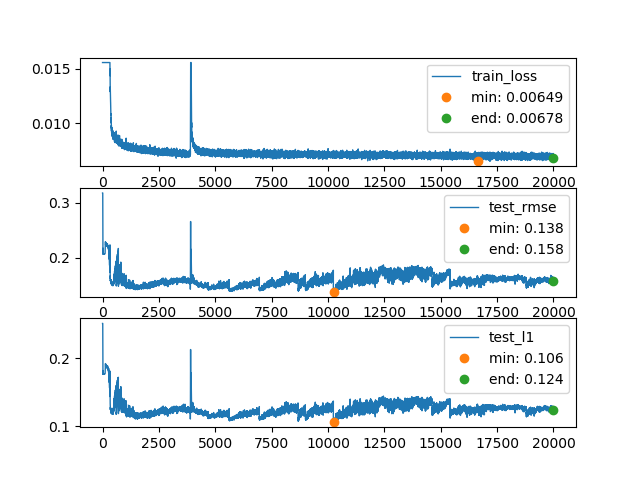 0.015
0.010
train_loss
min: 0.00649
end: 0.00678
0 2500 5000 7500 10000 12500 15000 17500 20000
0.3
0.2
test_rmse
min: 0.138
end: 0.158
0 2500 5000 7500 10000 12500 15000 17500 20000
0.2
0.1
test_l1
min: 0.106
end: 0.124
0 2500 5000 7500 10000 12500 15000 17500 20000